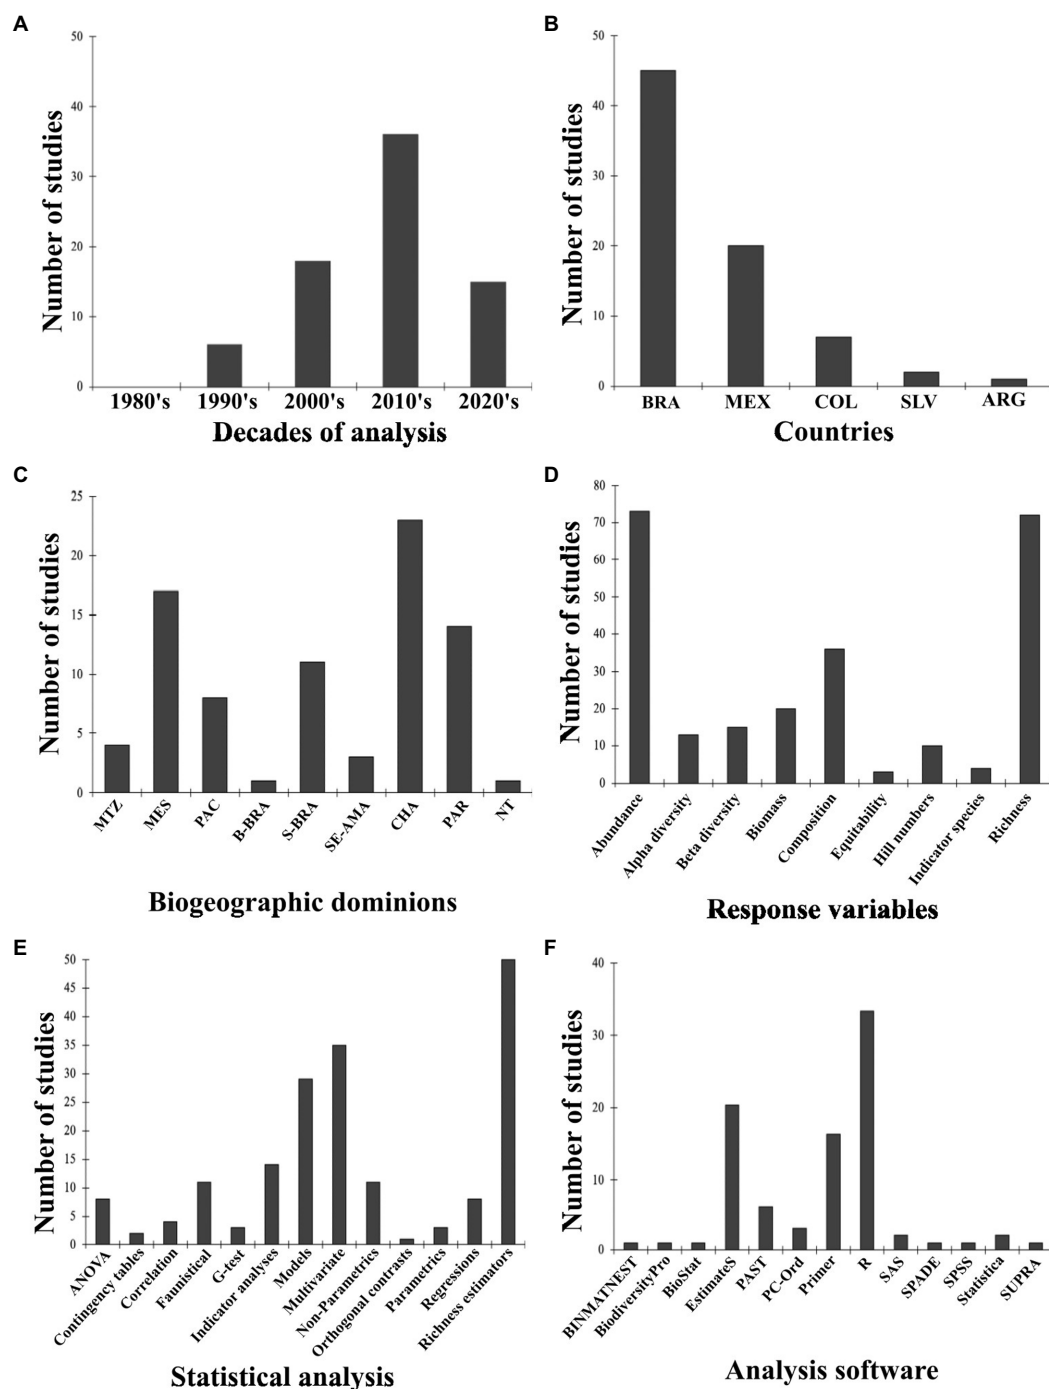 A
50
40
30
20
10
0
Number of studies
1980's 1990's 2000's 2010's 2020's
Decades of analysis
B
50
40
30
20
10
0
Number of studies
BRA MEX COL SLV ARG
Countries
C
25
20
15
10
5
0
Number of studies
MTZ MES PAC B-BRA S-BRA SE-AMA CHA PAR NT
Biogeographic dominions
D
80
70
60
50
40
30
20
10
0
Number of studies
Abundance Alpha diversity Beta diversity Biomass Composition Equitability Hill numbers Indicator species Richness
Response variables
E
50
45
40
35
30
25
20
15
10
5
0
Number of studies
ANOVA Contingency tables Correlation Faunistical G-test Indicator analyses Models Multivariate Non-Parametrics Orthogonal contrasts Parametrics Regressions Richness estimators
Statistical analysis
F
40
30
20
10
0
Number of studies
BINMATNEST BiodiversityPro BioStat EstimateS PAST PC-Ord Primer R SAS SPADE SPSS Statistica SUPRA
Analysis software